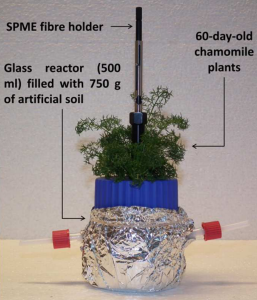 SPME fibre holder
Glass reactor (500
ml) filled with 750 g
of artificial soil
60-day-old
chamomile
plants